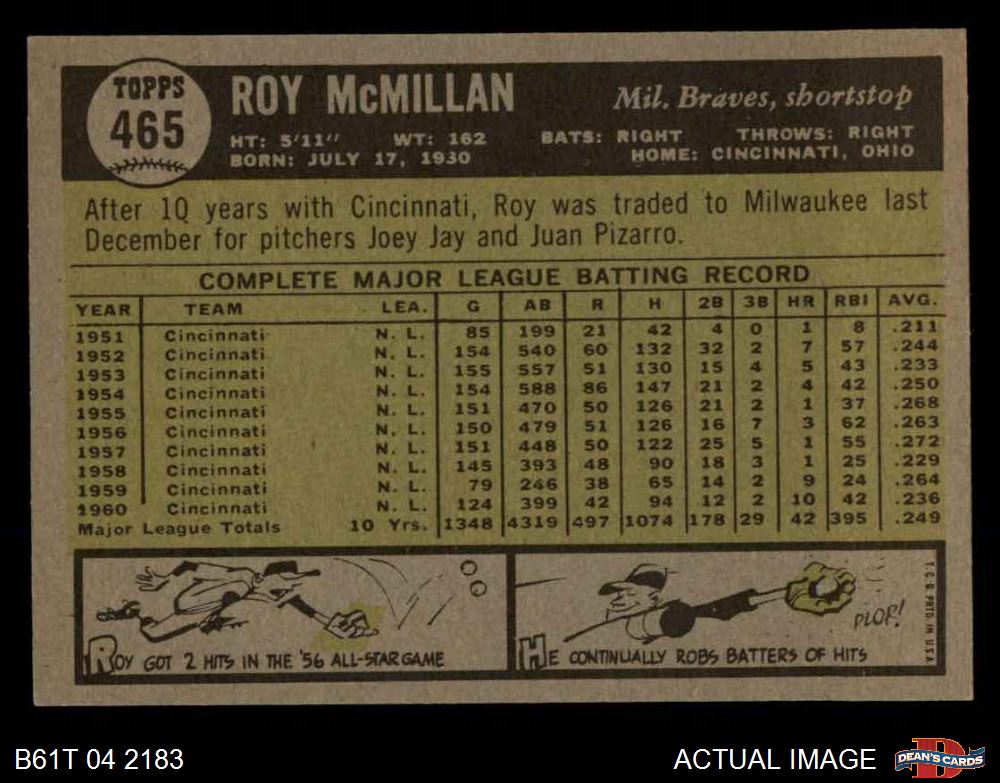 TOPPS
465
ROY McMILLAN
Mil. Braves, shortstop
HT: 5'11" WT: 162 BATS: RIGHT THROWS: RIGHT
BORN: JULY 17, 1930 HOME: CINCINNATI, OHIO
After 10 years with Cincinnati, Roy was traded to Milwaukee last
December for pitchers Joey Jay and Juan Pizarro.
COMPLETE MAJOR LEAGUE BATTING RECORD
YEAR TEAM LEA. G AB R H 2B 3B HR RBI AVG.
1951 Cincinnati N. L. 85 199 21 42 4 0 1 8 .211
1952 Cincinnati N. L. 154 540 60 132 32 2 7 57 .244
1953 Cincinnati N. L. 155 557 51 130 15 4 5 43 .233
1954 Cincinnati N. L. 154 588 86 147 21 2 4 42 .250
1955 Cincinnati N. L. 151 470 50 126 21 2 1 37 .268
1956 Cincinnati N. L. 150 479 51 126 16 7 3 62 .263
1957 Cincinnati N. L. 151 448 50 122 25 5 1 55 .272
1958 Cincinnati N. L. 145 393 48 90 18 3 1 25 .229
1959 Cincinnati N. L. 79 246 38 65 14 2 9 24 .264
1960 Cincinnati N. L. 124 399 42 94 12 2 10 42 .236
Major League Totals 10 Yrs. 1348 4319 497 1074 178 29 42 395 .249
ROY GOT 2 HITS IN THE '56 ALL-STAR GAME
PLOP!
HE CONTINUALLY ROBS BATTERS OF HITS
T.C.G. PRTD. IN U.S.A.
B61T 04 2183
ACTUAL IMAGE
DEAN'S CARDS